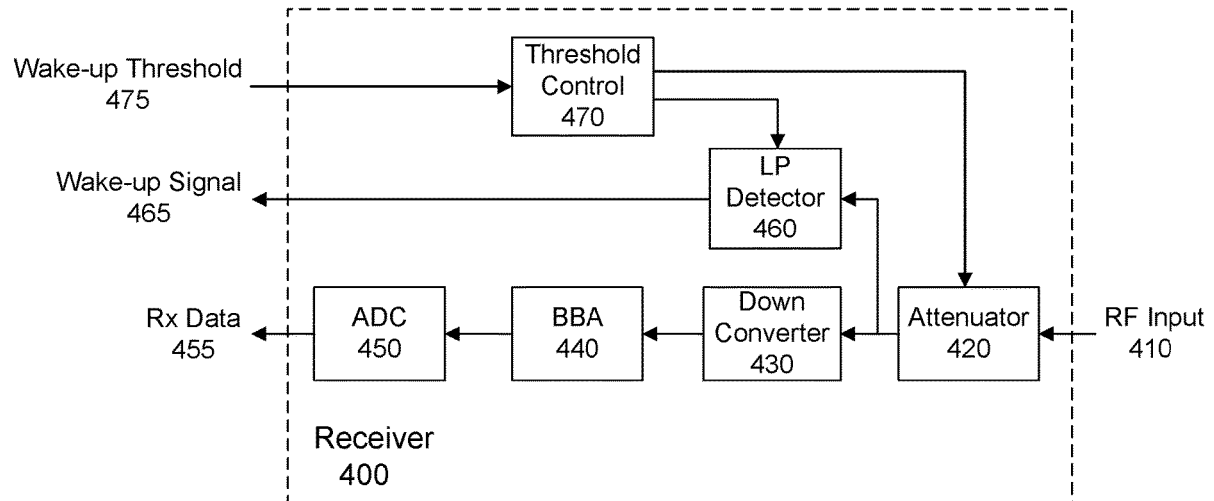 Wake-up Threshold
475
Threshold
Control
470
Wake-up Signal
465
LP
Detector
460
Rx Data
455
ADC
450
BBA
440
Down
Converter
430
Attenuator
420
RF Input
410
Receiver
400